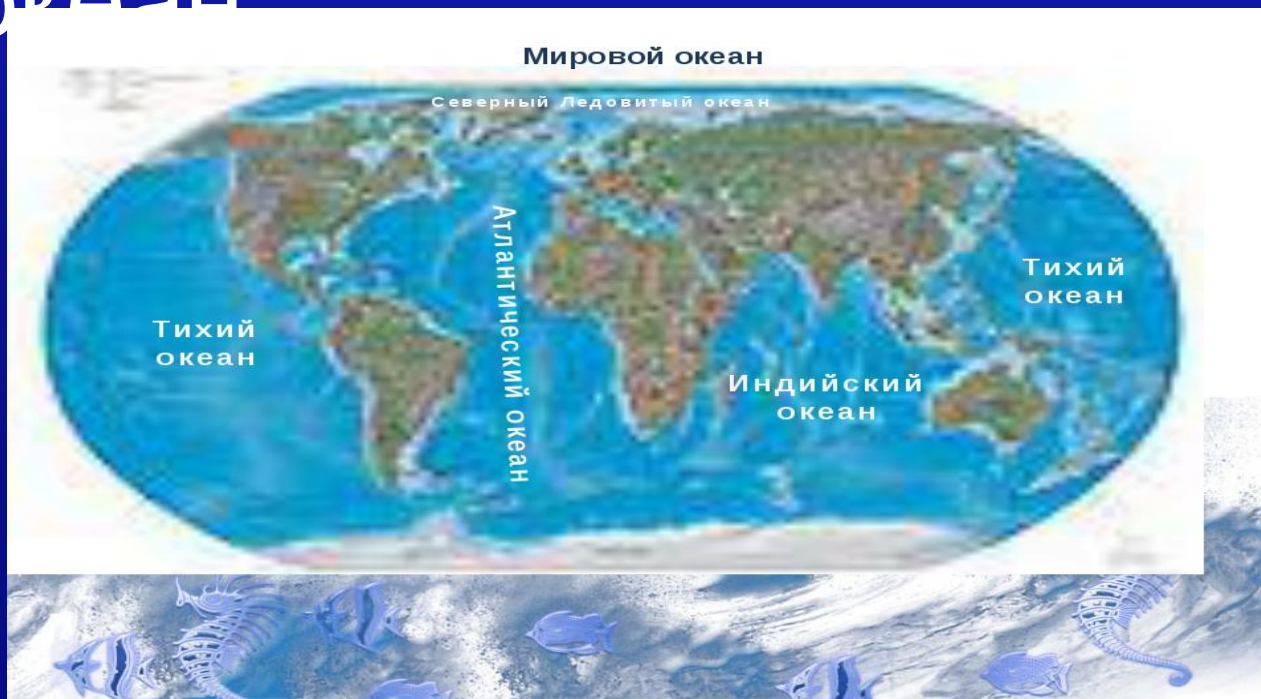 Мировой океан
Северный Ледовитый океан
Атлантический океан
Тихий
океан
Тихий
океан
Индийский
океан